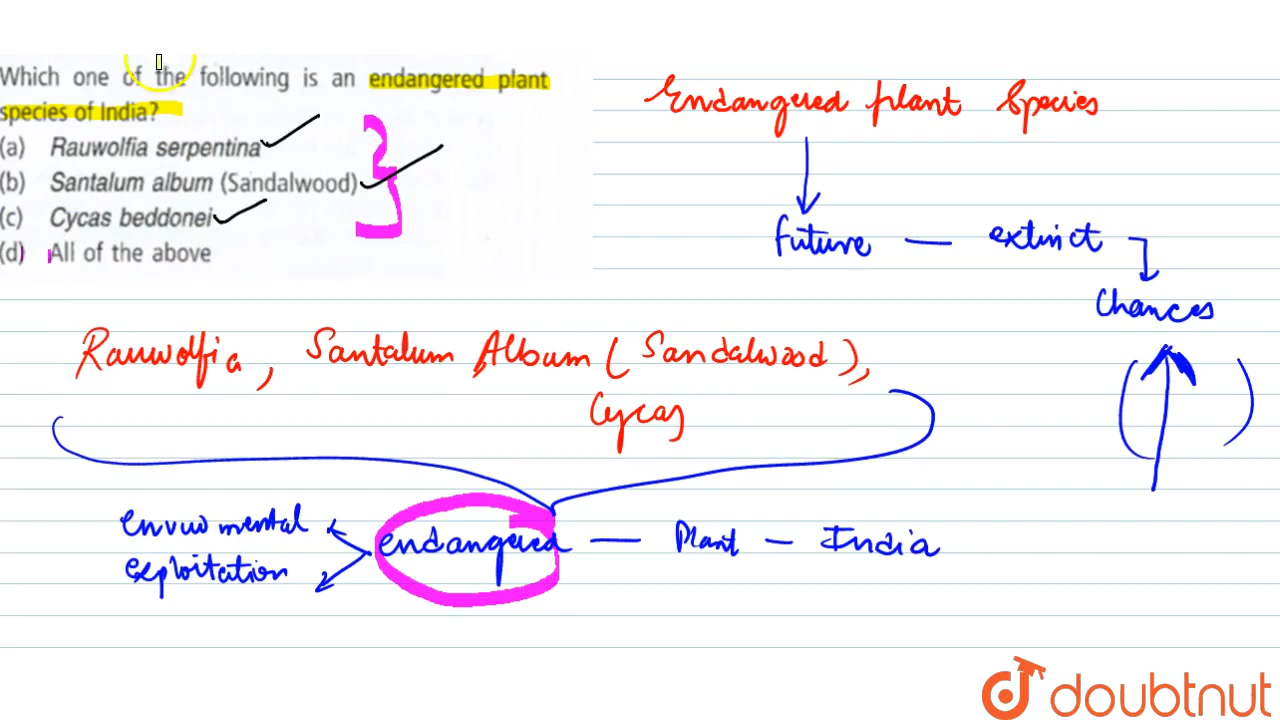 Which one of the following is an endangered plant
species of India?
(a) Rauwolfia serpentina
(b) Santalum album (Sandalwood)
(c) Cycas beddonei
(d) All of the above
Endangered plant Species
future — extinct
Chances
Rauwolfia, Santalum Album (Sandalwood),
Cycas
envirnmental
exploitation
endangered — Plant — India
doubtnut